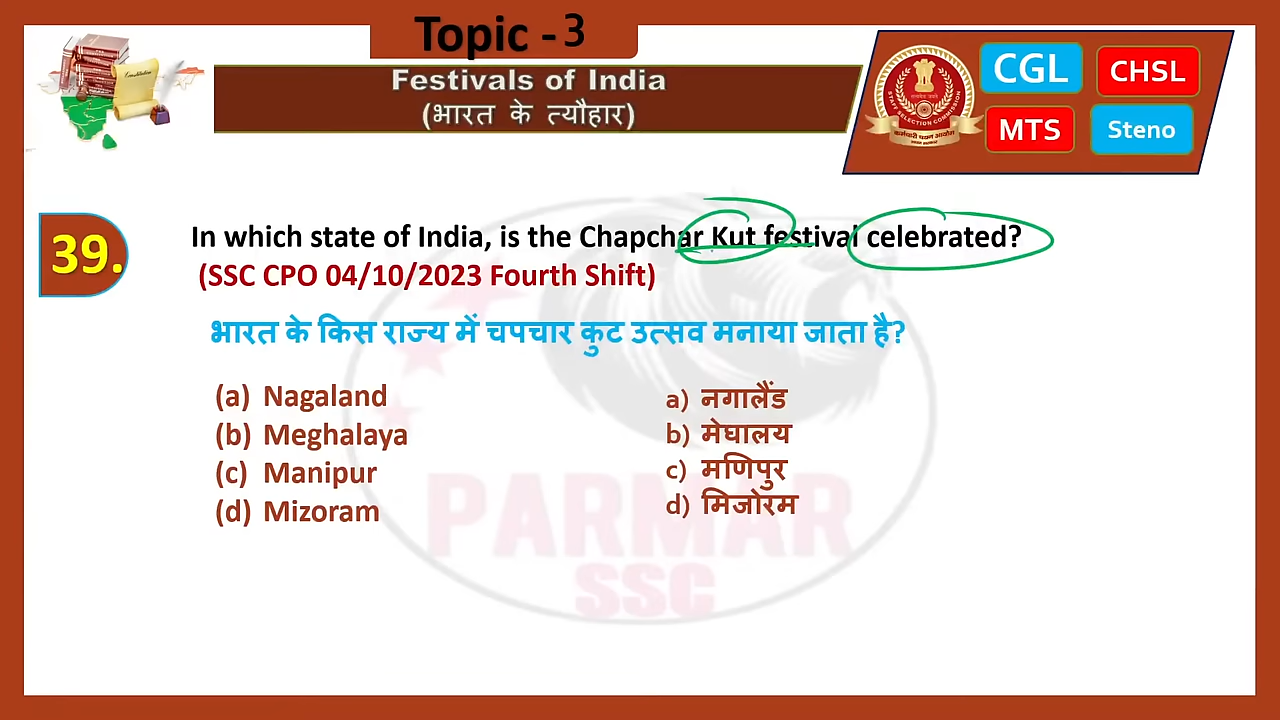 Topic -3
Festivals of India
(भारत के त्यौहार)
CGL
CHSL
MTS
Steno
39.
In which state of India, is the Chapchar Kut festival celebrated?
(SSC CPO 04/10/2023 Fourth Shift)
भारत के किस राज्य में चपचार कुट उत्सव मनाया जाता है?
(a) Nagaland
(b) Meghalaya
(c) Manipur
(d) Mizoram
a) नगालैंड
b) मेघालय
c) मणिपुर
d) मिजोरम
PARMAR
SSC